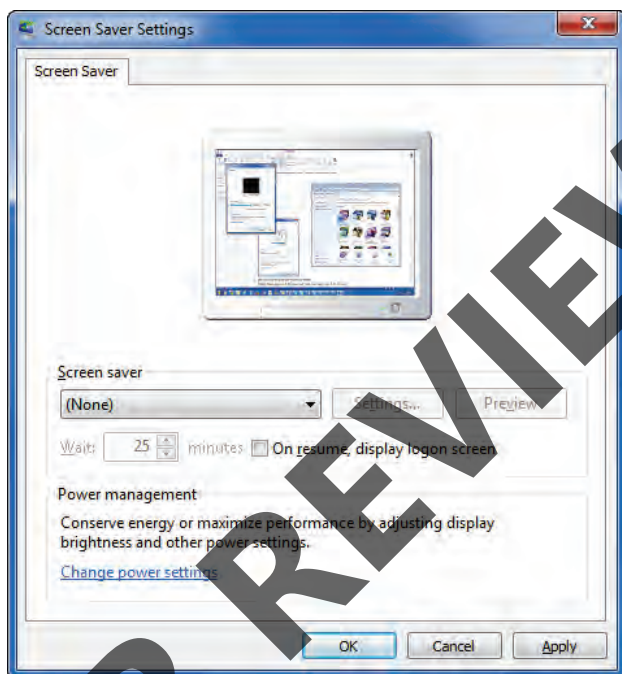 Screen Saver Settings
Screen Saver
Screen saver
(None)
Settings...
Preview
Wait:
25
minutes
On resume, display logon screen
Power management
Conserve energy or maximize performance by adjusting display
brightness and other power settings.
Change power settings
OK
Cancel
Apply
REVIEW